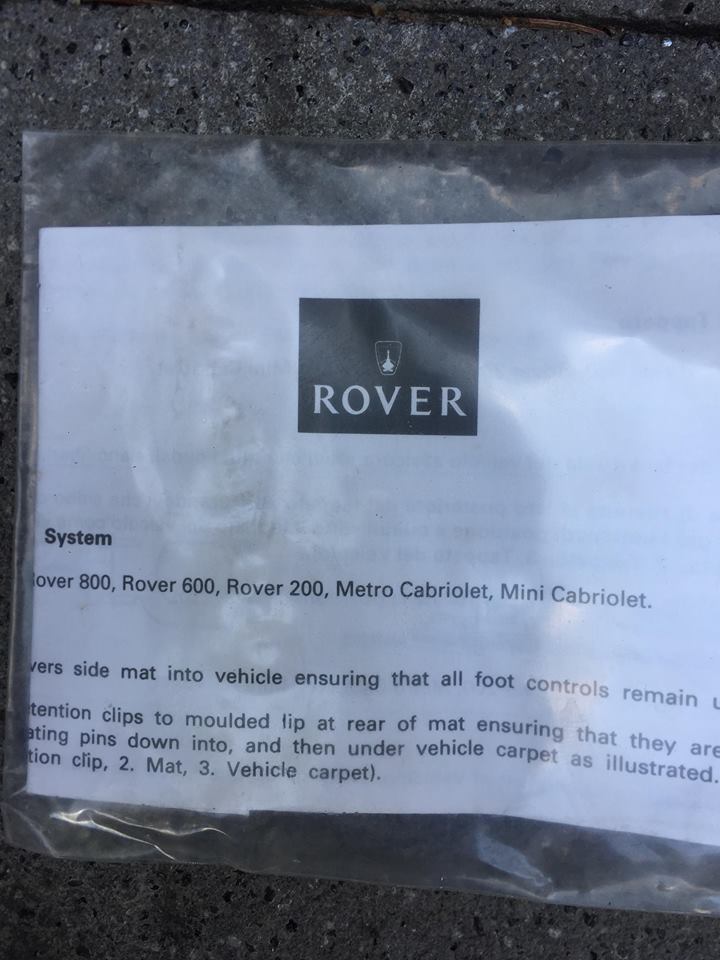 ROVER
System
over 800, Rover 600, Rover 200, Metro Cabriolet, Mini Cabriolet.
vers side mat into vehicle ensuring that all foot controls remain u
tention clips to moulded lip at rear of mat ensuring that they are
ating pins down into, and then under vehicle carpet as illustrated.
tion clip, 2. Mat, 3. Vehicle carpet).